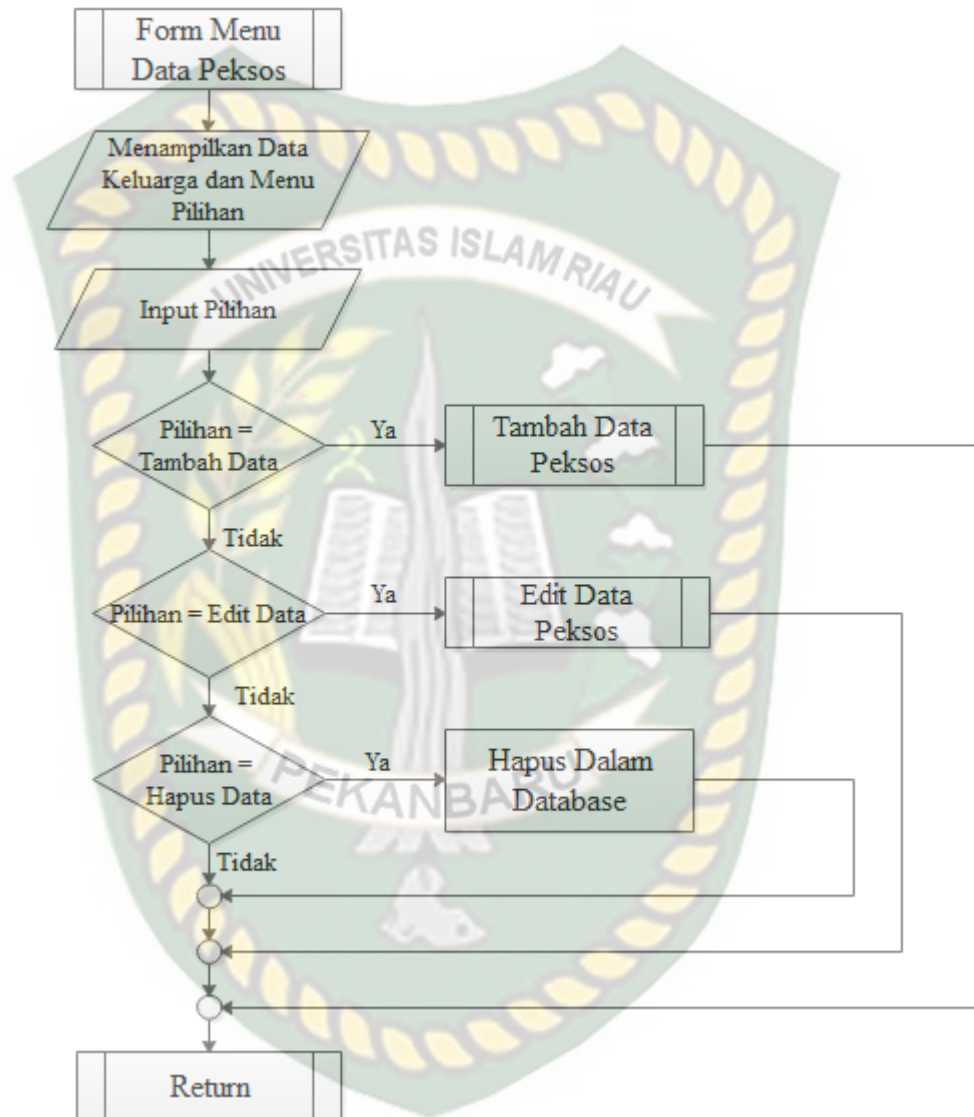 Form Menu
Data Peksos
Menampilkan Data
Keluarga dan Menu
Pilihan
UNIVERSITAS ISLAM RIAU
Input Pilihan
Pilihan =
Tambah Data
Ya
Tambah Data
Peksos
Tidak
Pilihan = Edit Data
Ya
Edit Data
Peksos
Tidak
Pilihan =
Hapus Data
Ya
Hapus Dalam
Database
PEKANBARU
Tidak
Return